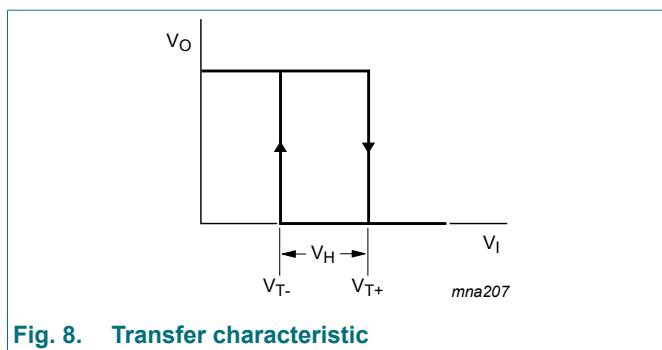 VO
VH
VI
VT-
VT+
mna207
Fig. 8. Transfer characteristic